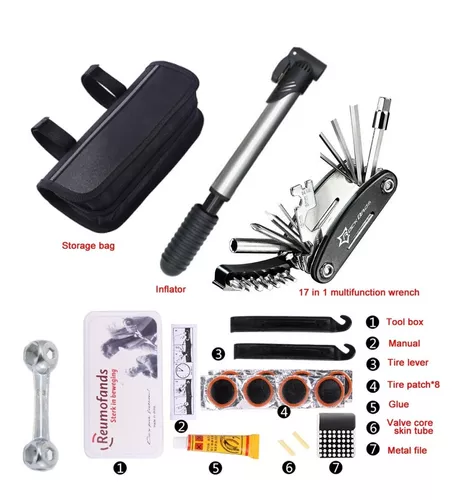 Storage bag
Inflator
ROCKBROS
17 in 1 multifunction wrench
Reumofands
Stark in beweging
1 Tool box
2 Manual
3 Tire lever
4 Tire patch*8
5 Glue
6 Valve core
skin tube
7 Metal file
3
2
4
1
5
6
7